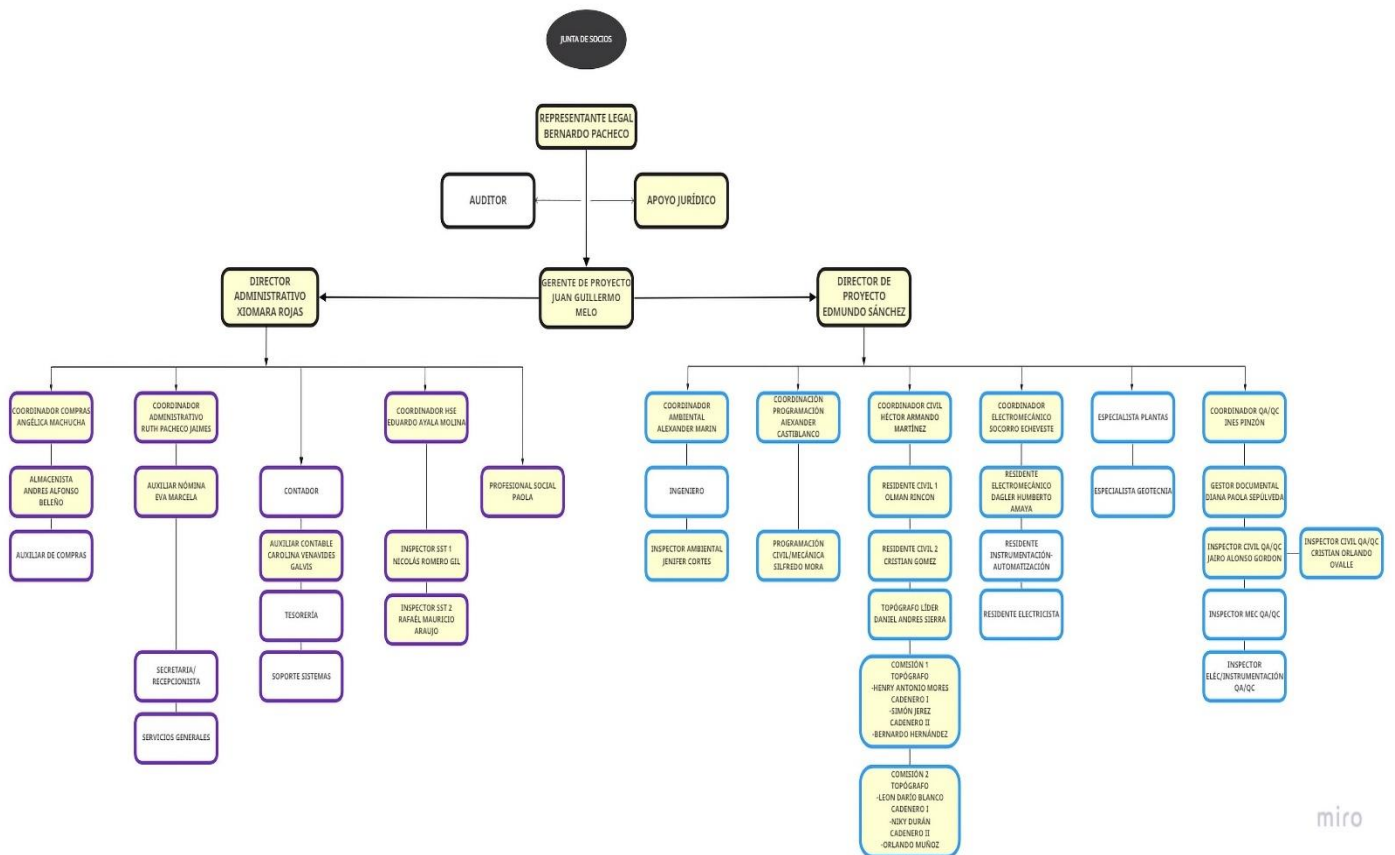 JUNTA DE SOCIOS
REPRESENTANTE LEGAL
BERNARDO PACHECO
AUDITOR
APOYO JURÍDICO
DIRECTOR
ADMINISTRATIVO
XIOMARA ROJAS
GERENTE DE PROYECTO
JUAN GUILLERMO
MELO
DIRECTOR DE
PROYECTO
EDMUNDO SÁNCHEZ
COORDINADOR COMPRAS
ANGÉLICA MACHUCHA
ALMACENISTA
ANDRES ALFONSO
BELEÑO
AUXILIAR DE COMPRAS
COORDINADOR
ADMINISTRATIVO
RUTH PACHECO JAIMES
AUXILIAR NÓMINA
EVA MARCELA
SECRETARIA/
RECEPCIONISTA
SERVICIOS GENERALES
CONTADOR
AUXILIAR CONTABLE
CAROLINA VENAVIDES
GALVIS
TESORERÍA
SOPORTE SISTEMAS
COORDINADOR HSE
EDUARDO AYALA MOLINA
INSPECTOR SST 1
NICOLÁS ROMERO GIL
INSPECTOR SST 2
RAFAÉL MAURICIO
ARAUJO
PROFESIONAL SOCIAL
PAOLA
COORDINADOR
AMBIENTAL
ALEXANDER MARIN
INGENIERO
INSPECTOR AMBIENTAL
JENIFER CORTES
COORDINACIÓN
PROGRAMACIÓN
AlEXANDER
CASTIBLANCO
PROGRAMACIÓN
CIVIL/MECÁNICA
SILFREDO MORA
COORDINADOR CIVIL
HÉCTOR ARMANDO
MARTÍNEZ
RESIDENTE CIVIL 1
OLMAN RINCON
RESIDENTE CIVIL 2
CRISTIAN GOMEZ
TOPÓGRAFO LÍDER
DANIEL ANDRES SIERRA
COMISIÓN 1
TOPÓGRAFO
-HENRY ANTONIO MORES
CADENERO I
-SIMÓN JEREZ
CADENERO II
-BERNARDO HERNÁNDEZ
COMISIÓN 2
TOPÓGRAFO
-LEON DARÍO BLANCO
CADENERO I
-NIKY DURÁN
CADENERO II
-ORLANDO MUÑOZ
COORDINADOR
ELECTROMECÁNICO
SOCORRO ECHEVESTE
RESIDENTE
ELECTROMECÁNICO
DAGLER HUMBERTO
AMAYA
RESIDENTE
INSTRUMENTACIÓN-
AUTOMATIZACIÓN
RESIDENTE ELECTRICISTA
ESPECIALISTA PLANTAS
ESPECIALISTA GEOTECNIA
COORDINADOR QA/QC
INES PINZÓN
GESTOR DOCUMENTAL
DIANA PAOLA SEPÚLVEDA
INSPECTOR CIVIL QA/QC
JAIRO ALONSO GORDON
INSPECTOR CIVIL QA/QC
CRISTIAN ORLANDO
OVALLE
INSPECTOR MEC QA/QC
INSPECTOR
ELÉC/INSTRUMENTACIÓN
QA/QC
miro